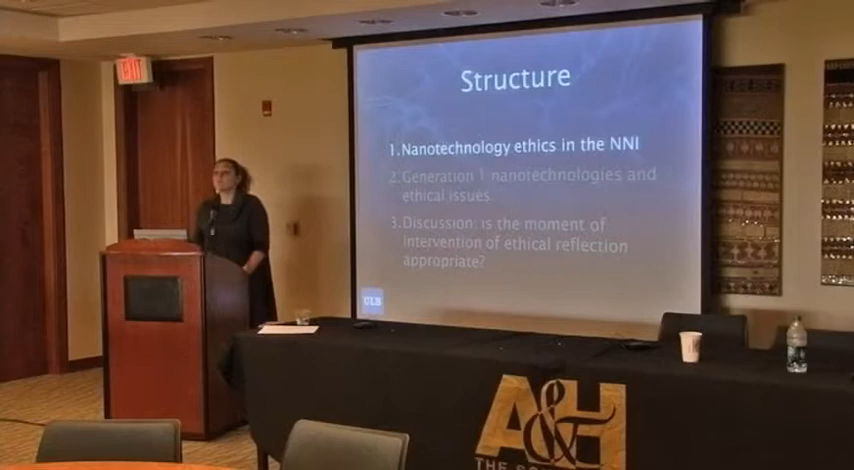 EXIT
Structure
1. Nanotechnology ethics in the NNI
2. Generation 1 nanotechnologies and
ethical issues
3. Discussion: is the moment of
intervention of ethical reflection
appropriate?
ULB
A&H
THE